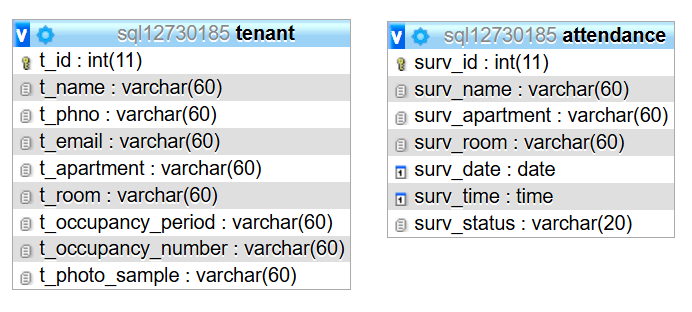 sql12730185 tenant
t_id : int(11)
t_name : varchar(60)
t_phno : varchar(60)
t_email : varchar(60)
t_apartment : varchar(60)
t_room : varchar(60)
t_occupancy_period : varchar(60)
t_occupancy_number : varchar(60)
t_photo_sample : varchar(60)
sql12730185 attendance
surv_id : int(11)
surv_name : varchar(60)
surv_apartment : varchar(60)
surv_room : varchar(60)
surv_date : date
surv_time : time
surv_status : varchar(20)